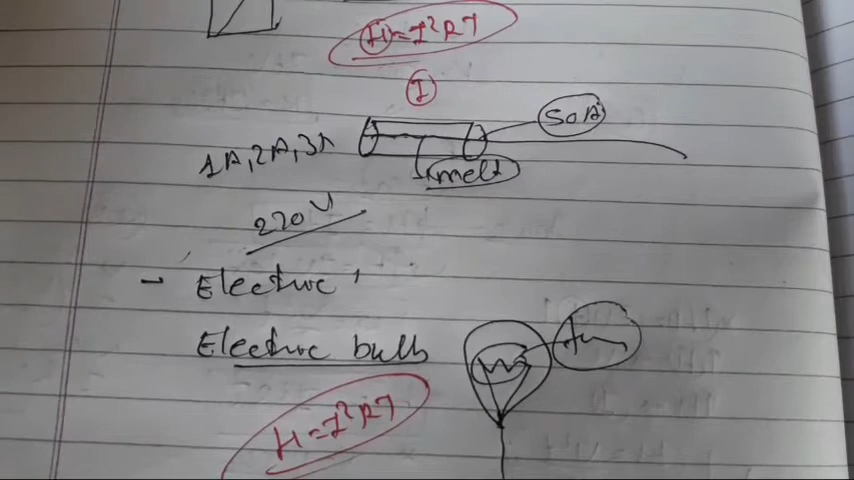 H=I²RT
I
50A
1A,2A,3A
melt
220V
- Electric
Electric bulb
H=I²RT